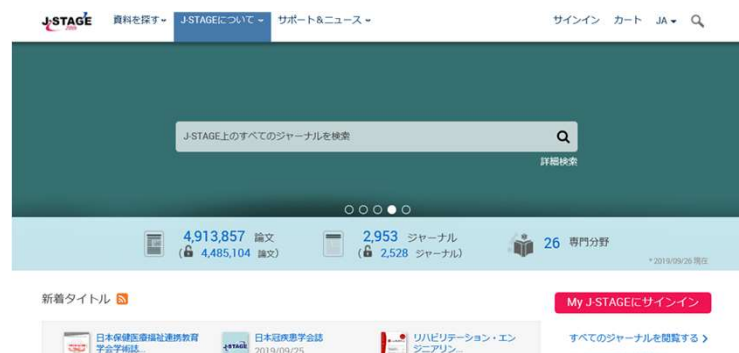 J-STAGE
資料を探す J-STAGEについて サポート&ニュース サインイン カート JA
J-STAGE上のすべてのジャーナルを検索
詳細検索
4,913,857 論文 2,953 ジャーナル 26 専門分野
( 4,485,104 論文) ( 2,528 ジャーナル)
* 2019/09/26 現在
新着タイトル
My J-STAGEにサインイン
日本保健医療福祉連携教育 日本冠疾患学会誌 リハビリテーション・エン すべてのジャーナルを閲覧する
学会学術誌... 2019/09/25 ジニアリン...